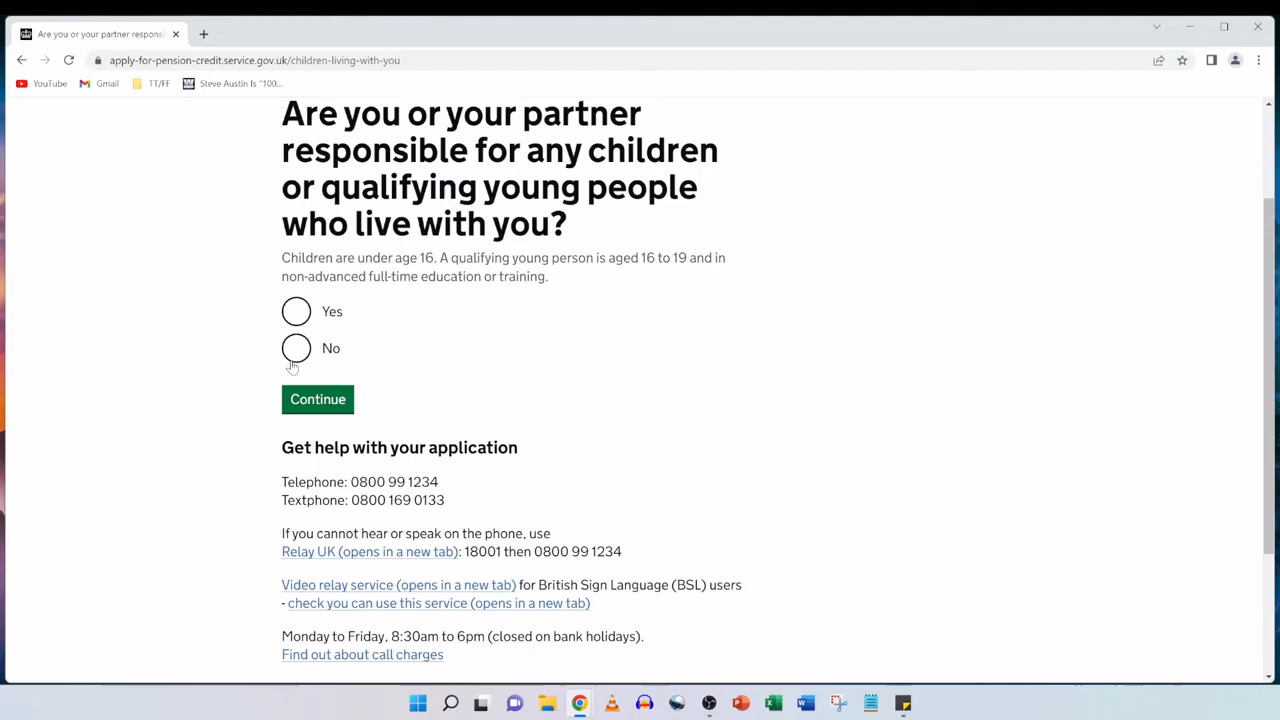 Are you or your partner responsi
apply-for-pension-credit.service.gov.uk/children-living-with-you
YouTube
Gmail
TT/FF
Steve Austin Is "100...
Are you or your partner
responsible for any children
or qualifying young people
who live with you?
Children are under age 16. A qualifying young person is aged 16 to 19 and in
non-advanced full-time education or training.
Yes
No
Continue
Get help with your application
Telephone: 0800 99 1234
Textphone: 0800 169 0133
If you cannot hear or speak on the phone, use
Relay UK (opens in a new tab): 18001 then 0800 99 1234
Video relay service (opens in a new tab) for British Sign Language (BSL) users
- check you can use this service (opens in a new tab)
Monday to Friday, 8:30am to 6pm (closed on bank holidays).
Find out about call charges